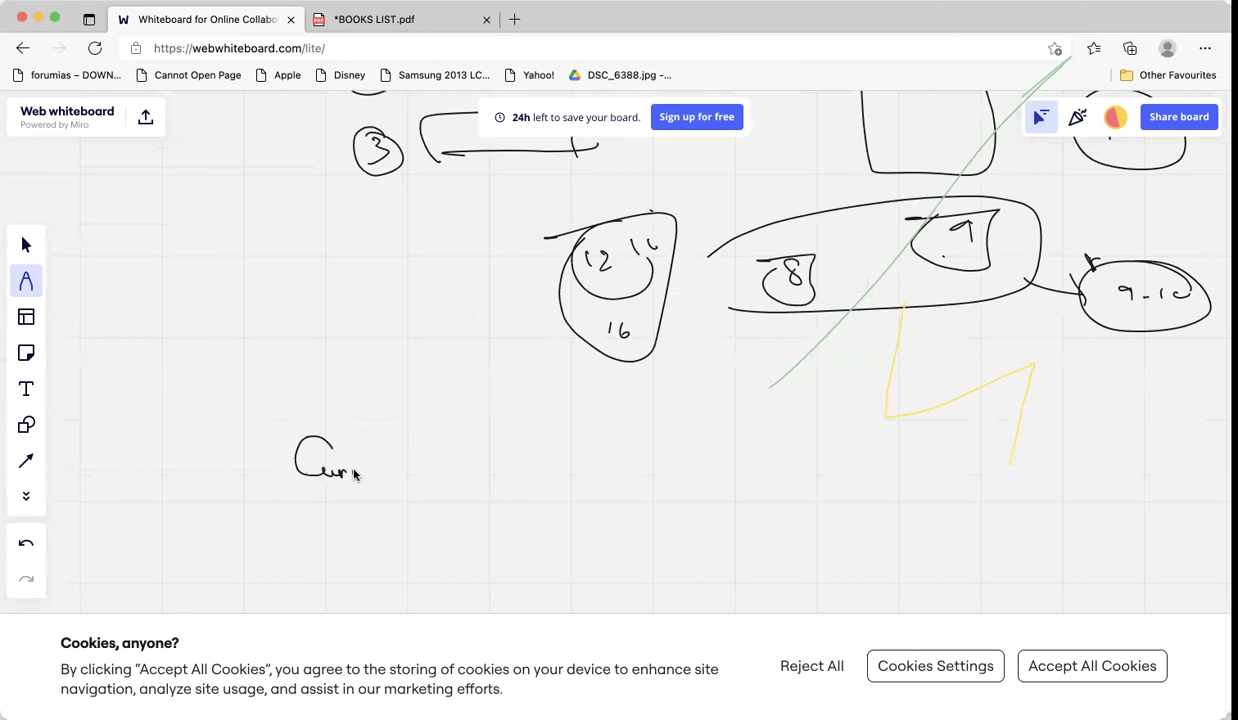 Whiteboard for Online Collabo
*BOOKS LIST.pdf
https://webwhiteboard.com/lite/
forumias – DOWN...
Cannot Open Page
Apple
Disney
Samsung 2013 LC...
Yahoo!
DSC_6388.jpg -...
Other Favourites
Web whiteboard
Powered by Miro
24h left to save your board.
Sign up for free
Share board
3
12
16
8
9
9-10
Cur
Cookies, anyone?
By clicking “Accept All Cookies”, you agree to the storing of cookies on your device to enhance site
navigation, analyze site usage, and assist in our marketing efforts.
Reject All
Cookies Settings
Accept All Cookies